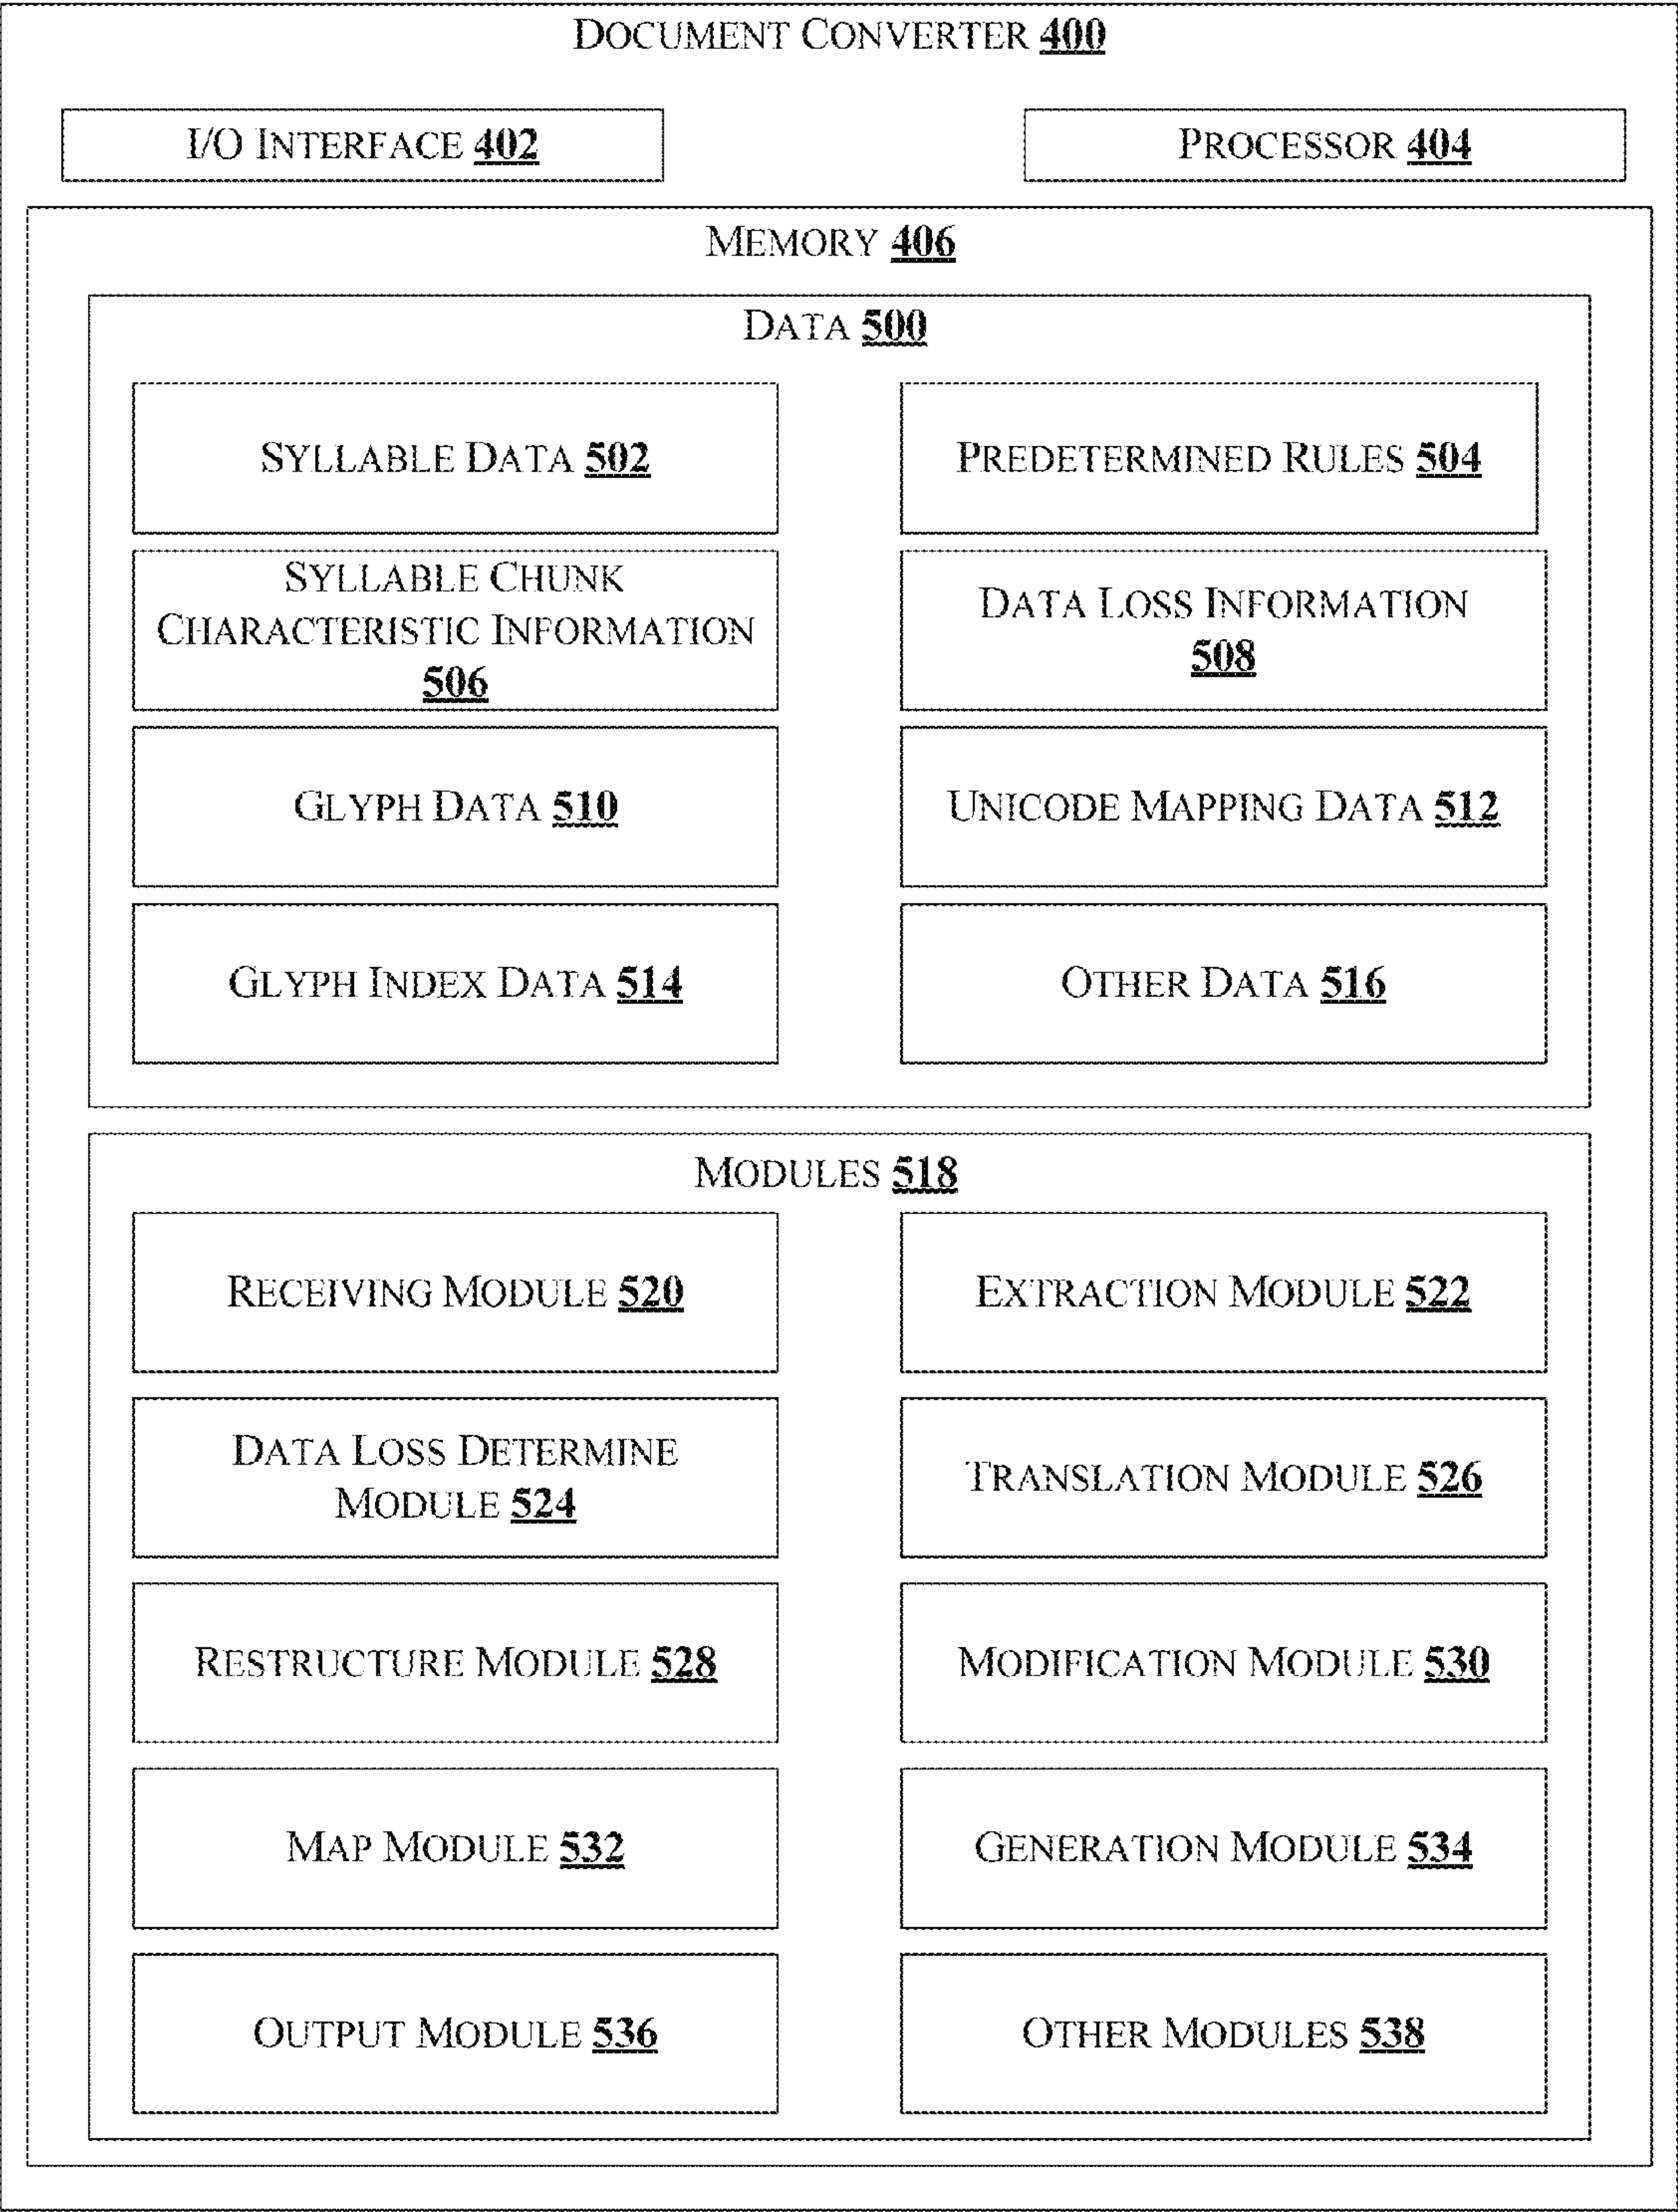 DOCUMENT CONVERTER 400
I/O INTERFACE 402
PROCESSOR 404
MEMORY 406
DATA 500
SYLLABLE DATA 502
PREDETERMINED RULES 504
SYLLABLE CHUNK
CHARACTERISTIC INFORMATION
506
DATA LOSS INFORMATION
508
GLYPH DATA 510
UNICODE MAPPING DATA 512
GLYPH INDEX DATA 514
OTHER DATA 516
MODULES 518
RECEIVING MODULE 520
EXTRACTION MODULE 522
DATA LOSS DETERMINE
MODULE 524
TRANSLATION MODULE 526
RESTRUCTURE MODULE 528
MODIFICATION MODULE 530
MAP MODULE 532
GENERATION MODULE 534
OUTPUT MODULE 536
OTHER MODULES 538